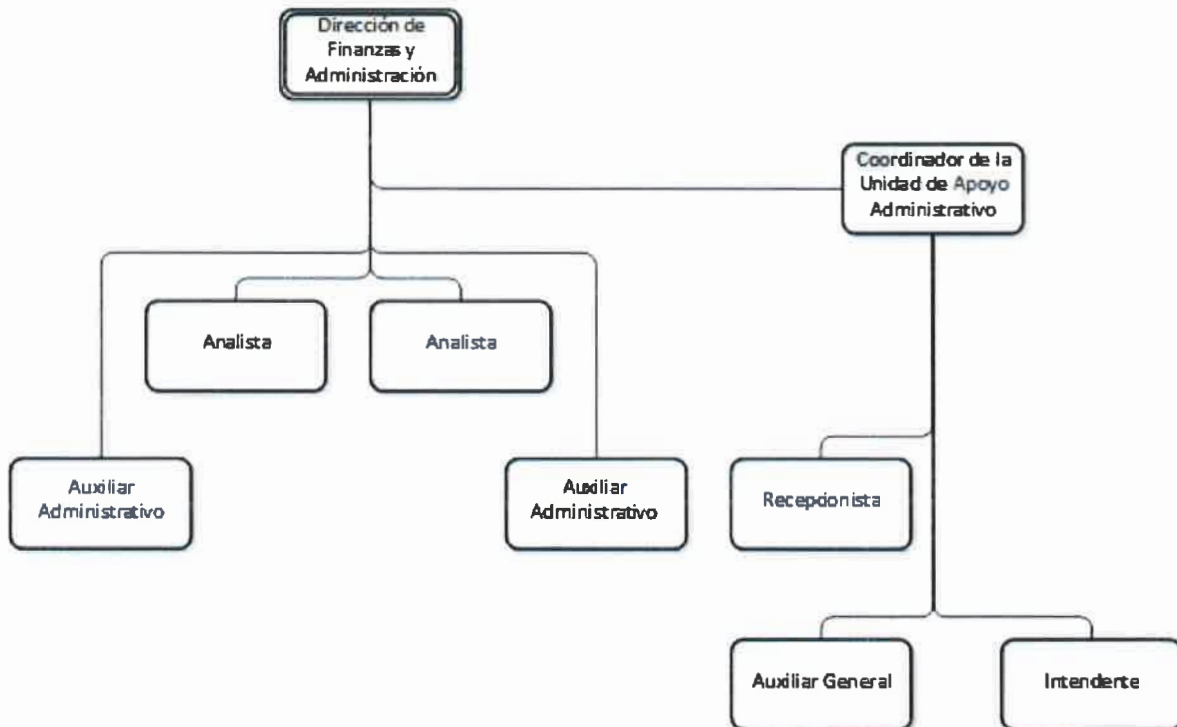 Dirección de
Finanzas y
Administración
Coordinador de la
Unidad de Apoyo
Administrativo
Analista
Analista
Auxiliar
Administrativo
Auxiliar
Administrativo
Recepcionista
Auxiliar General
Intendente